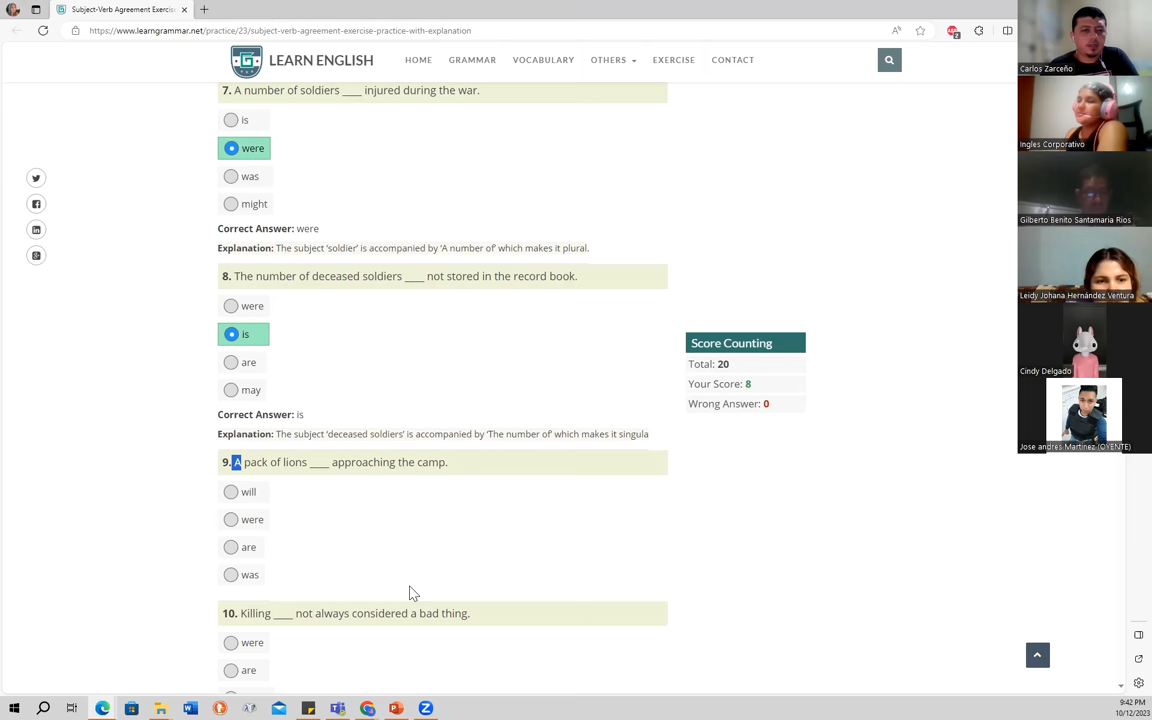 Subject-Verb Agreement Exercis
https://www.learngrammar.net/practice/23/subject-verb-agreement-exercise-practice-with-explanation
LEARN ENGLISH
HOME GRAMMAR VOCABULARY OTHERS EXERCISE CONTACT
7. A number of soldiers ____ injured during the war.
is
were
was
might
Correct Answer: were
Explanation: The subject 'soldier' is accompanied by 'A number of' which makes it plural.
8. The number of deceased soldiers ____ not stored in the record book.
were
is
are
may
Correct Answer: is
Explanation: The subject 'deceased soldiers' is accompanied by 'The number of' which makes it singula
9. A pack of lions ____ approaching the camp.
will
were
are
was
10. Killing ____ not always considered a bad thing.
were
are
Score Counting
Total: 20
Your Score: 8
Wrong Answer: 0
Carlos Zarceño
Ingles Corporativo
Gilberto Benito Santamaria Rios
Leidy Johana Hernández Ventura
Cindy Delgado
Jose andres Martinez (OYENTE)
9:42 PM
10/12/2023